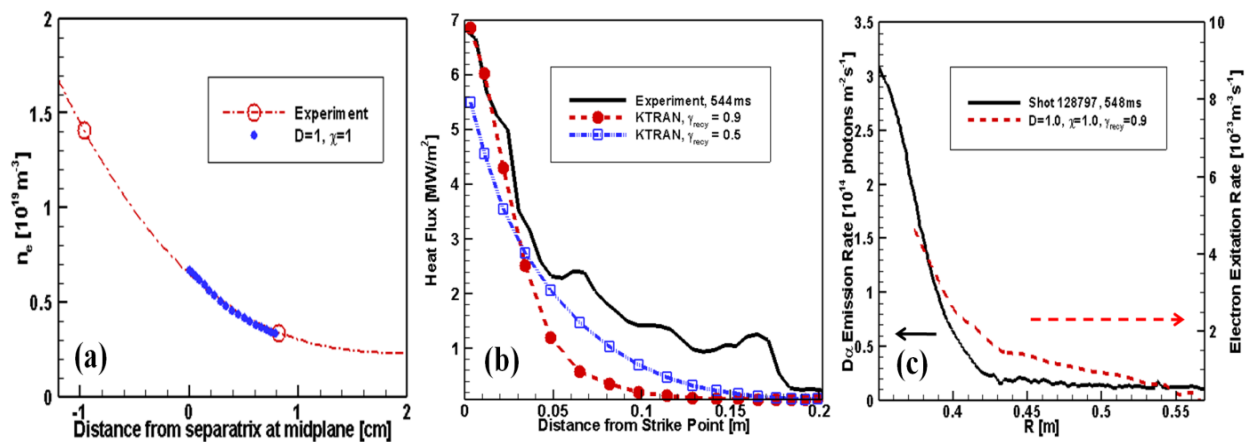 2
1.5
1
0.5
0
-1
0
1
2
n_e [10^19 m^-3]
Distance from separatrix at midplane [cm]
Experiment
D=1, χ=1
(a)
7
6
5
4
3
2
1
0
0.05
0.1
0.15
0.2
Heat Flux [MW/m^2]
Distance from Strike Point [m]
Experiment, 544ms
KTRAN, γ_recy = 0.9
KTRAN, γ_recy = 0.5
(b)
3.5
3
2.5
2
1.5
1
0.5
0
0.4
0.45
0.5
0.55
10
8
6
4
2
0
Dα Emission Rate [10^14 photons m^-2 s^-1]
R [m]
Electron Exitation Rate [10^23 m^-3 s^-1]
Shot 128797, 548ms
D=1.0, χ=1.0, γ_recy=0.9
(c)